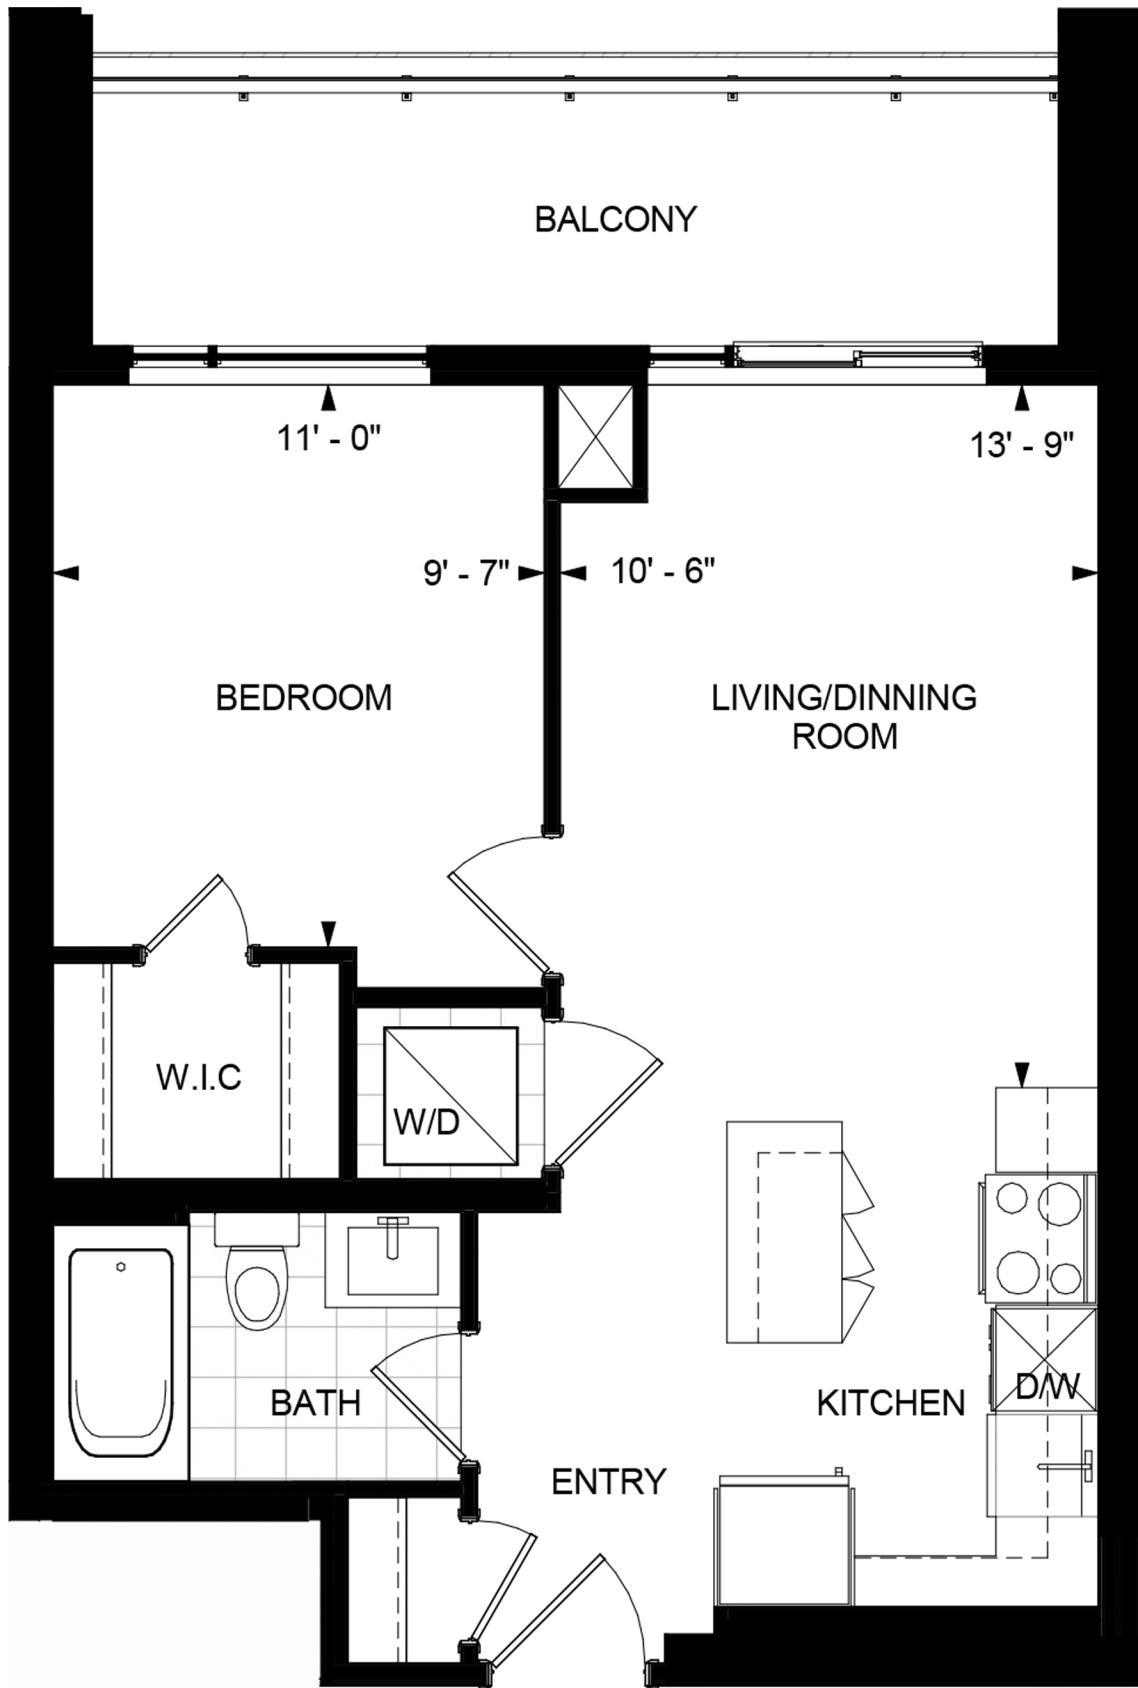 BALCONY
11' - 0"
13' - 9"
9' - 7"
10' - 6"
BEDROOM
LIVING/DINNING
ROOM
W.I.C
W/D
BATH
KITCHEN
D/W
ENTRY